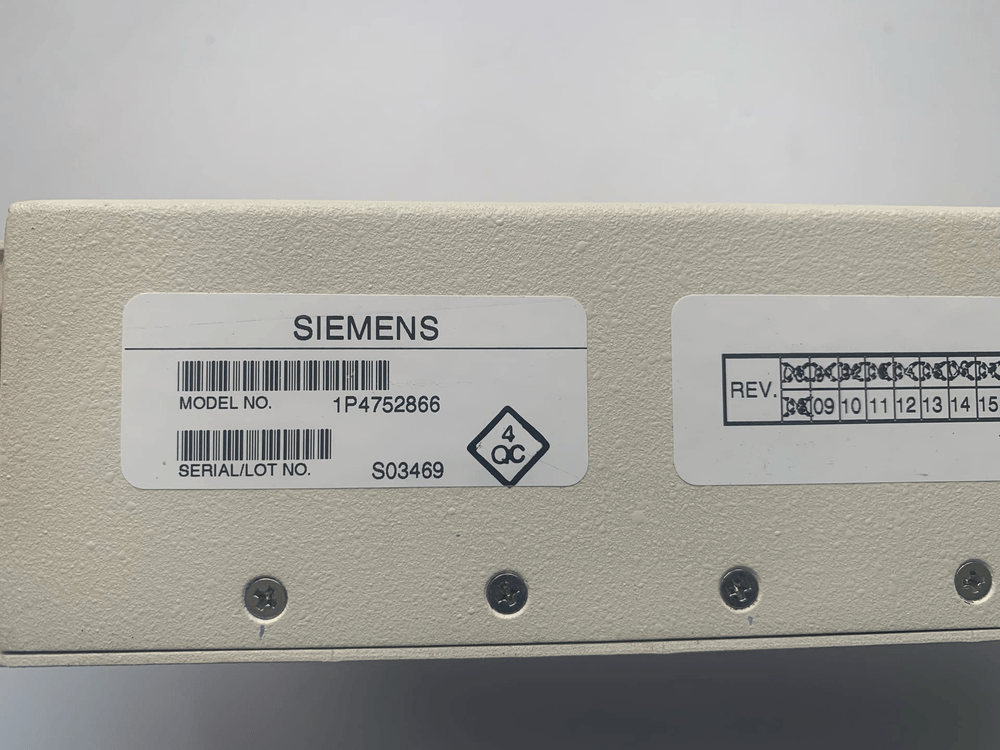 SIEMENS
MODEL NO. 1P4752866
SERIAL/LOT NO. S03469
4
QC
REV.
09 10 11 12 13 14 15